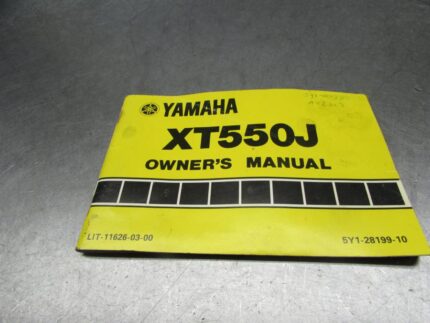 YAMAHA
XT550J
OWNER'S MANUAL
LIT-11626-03-00
5Y1-28199-10